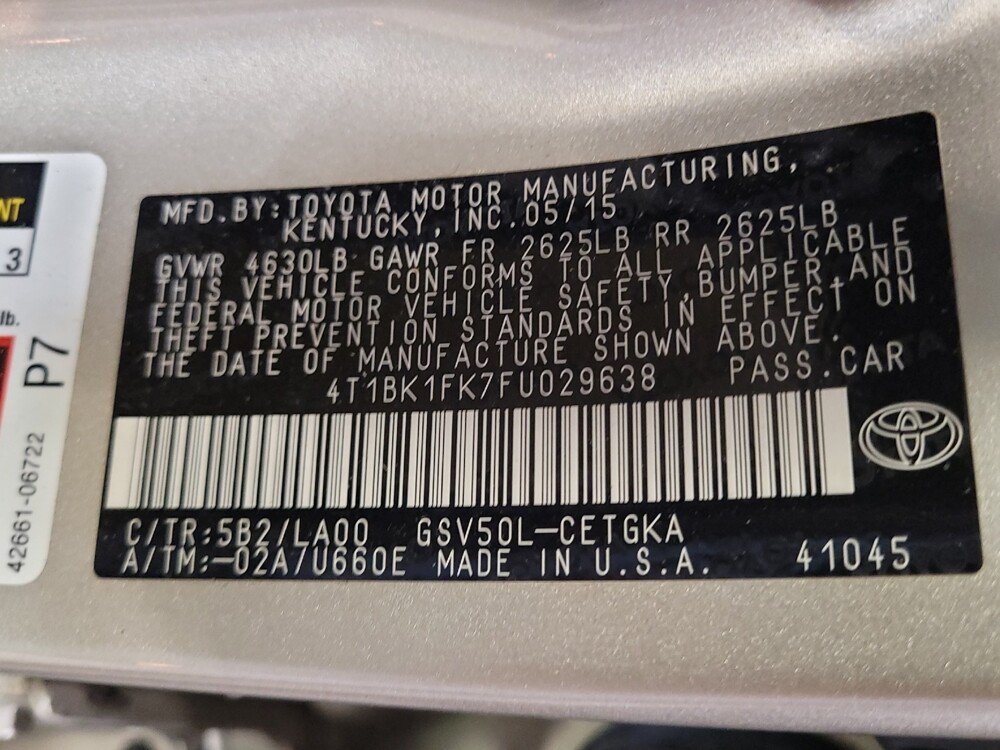 NT
3
lb.
P7
42661-06722
MFD.BY:TOYOTA MOTOR MANUFACTURING,
KENTUCKY,INC.05/15
GVWR 4630LB GAWR FR 2625LB RR 2625LB
THIS VEHICLE CONFORMS TO ALL APPLICABLE
FEDERAL MOTOR VEHICLE SAFETY,BUMPER,AND
THEFT PREVENTION STANDARDS IN EFFECT ON
THE DATE OF MANUFACTURE SHOWN ABOVE.
4T1BK1FK7FU029638 PASS.CAR
C/TR:5B2/LA00 GSV50L-CETGKA
A/TM:-02A/U660E MADE IN U.S.A. 41045